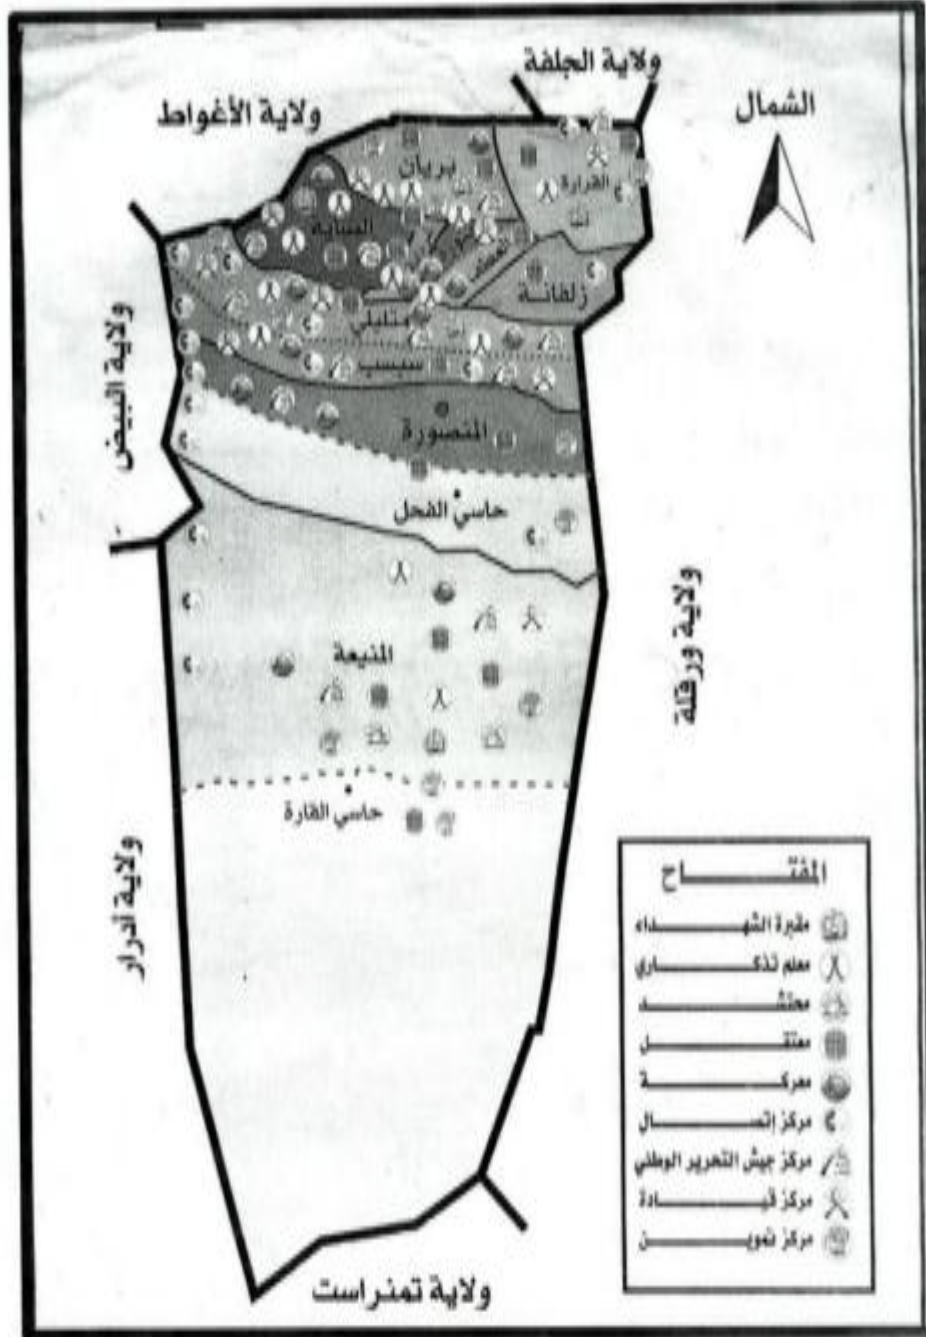 ولاية الجلفة
ولاية الأغواط
الشمال
بريان
القرارة
الضاية
زلفانة
متليلي
سبسب
ولاية البيض
المنصورة
حاسي الفحل
ولاية ورقلة
المنيعة
حاسي القارة
ولاية أدرار
المفتاح
مقبرة الشهداء
معلم تذكاري
محتشد
معتقل
معركة
مركز إتصال
مركز جيش التحرير الوطني
مركز قيادة
مركز تموين
ولاية تمنراست